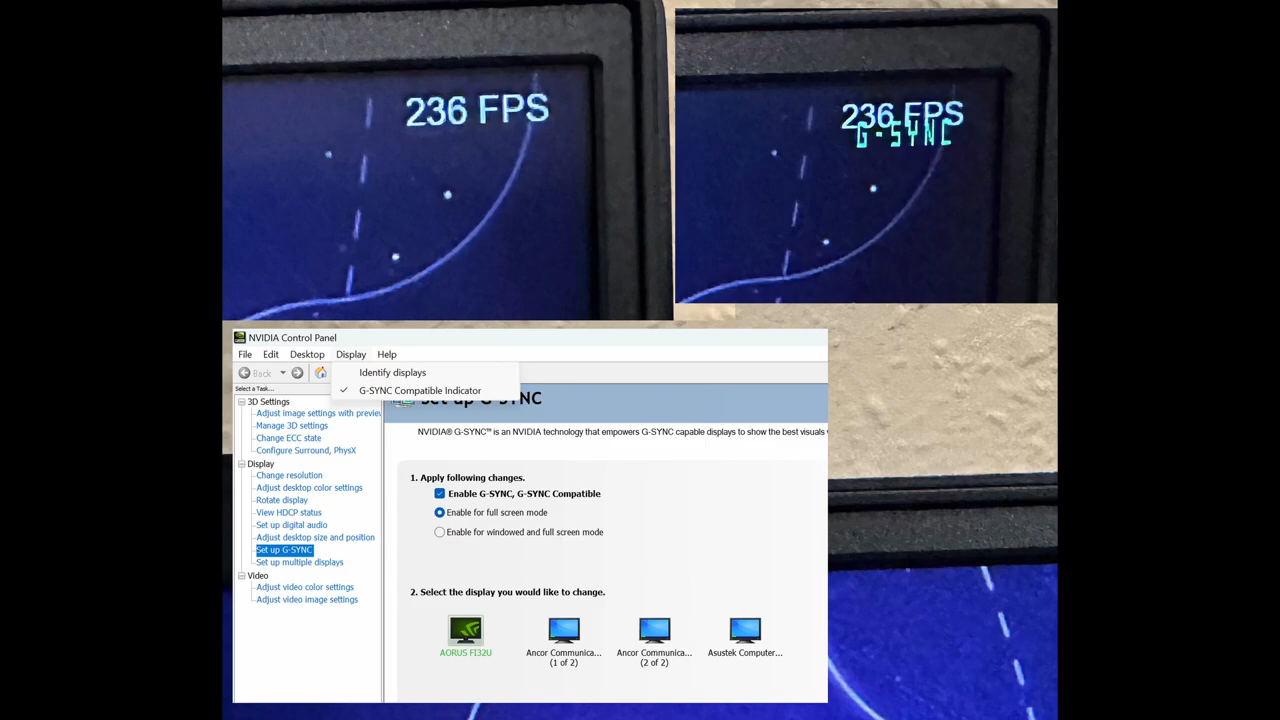 236 FPS
236 FPS
G-SYNC
NVIDIA Control Panel
File Edit Desktop Display Help
Back
Identify displays
G-SYNC Compatible Indicator
Select a Task...
3D Settings
Adjust image settings with
Manage 3D settings
Change ECC state
Configure Surround, PhysX
Display
Change resolution
Adjust desktop color settings
Rotate display
View HDCP status
Set up digital audio
Adjust desktop size and position
Set up G-SYNC
Set up multiple displays
Video
Adjust video color settings
Adjust video image settings
Set up G-SYNC
NVIDIA® G-SYNC™ is an NVIDIA technology that empowers G-SYNC capable displays to show the best visuals
1. Apply following changes.
Enable G-SYNC, G-SYNC Compatible
Enable for full screen mode
Enable for windowed and full screen mode
2. Select the display you would like to change.
AORUS FI32U
Ancor Communica...
(1 of 2)
Ancor Communica...
(2 of 2)
Asustek Computer...